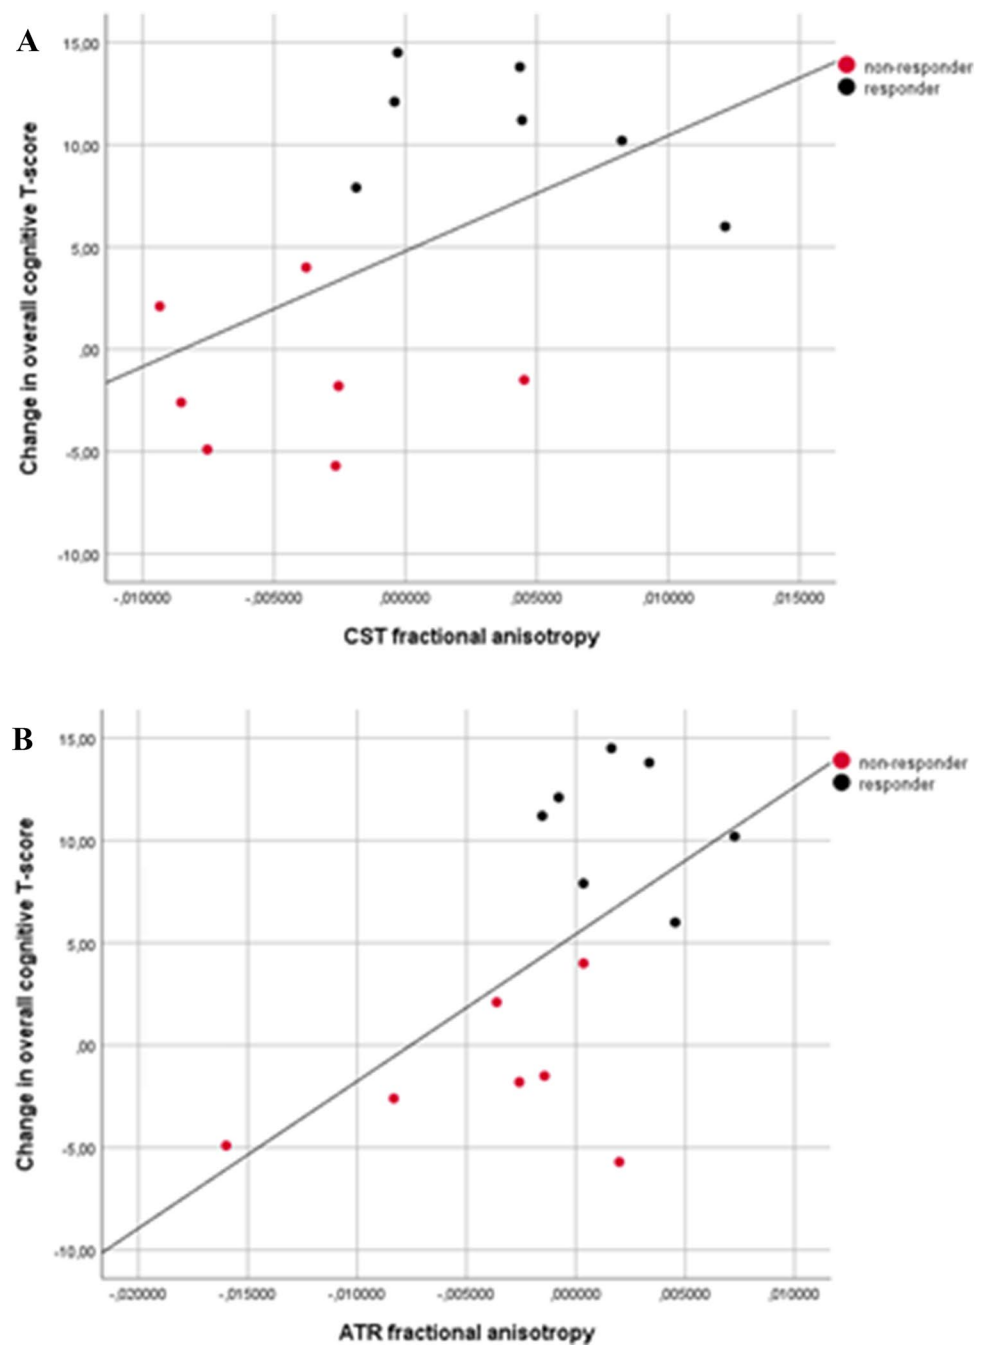 A
15,00
10,00
5,00
,00
-5,00
-10,00
Change in overall cognitive T-score
non-responder
responder
-,010000 -,005000 ,000000 ,005000 ,010000 ,015000
CST fractional anisotropy
B
15,00
10,00
5,00
,00
-5,00
-10,00
Change in overall cognitive T-score
non-responder
responder
-,020000 -,015000 -,010000 -,005000 ,000000 ,005000 ,010000
ATR fractional anisotropy